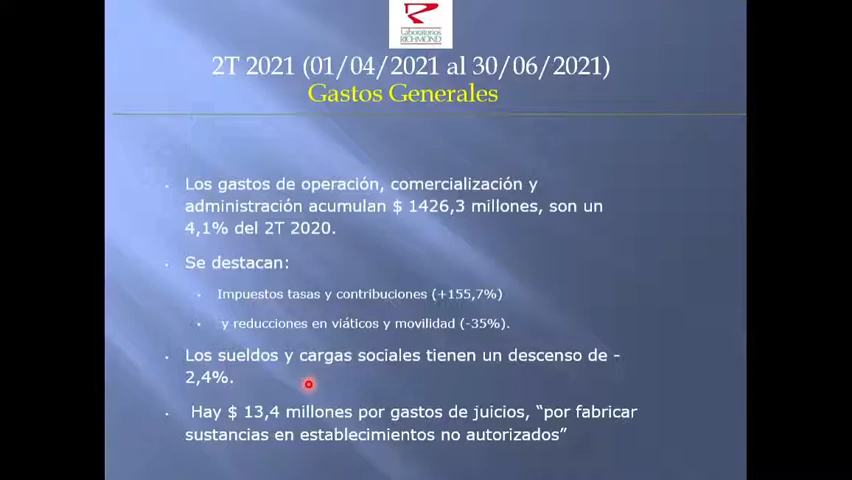 Laboratorios
RICHMOND
2T 2021 (01/04/2021 al 30/06/2021)
Gastos Generales
Los gastos de operación, comercialización y
administración acumulan $ 1426,3 millones, son un
4,1% del 2T 2020.
Se destacan:
Impuestos tasas y contribuciones (+155,7%)
y reducciones en viáticos y movilidad (-35%).
Los sueldos y cargas sociales tienen un descenso de -
2,4%.
Hay $ 13,4 millones por gastos de juicios, “por fabricar
sustancias en establecimientos no autorizados”